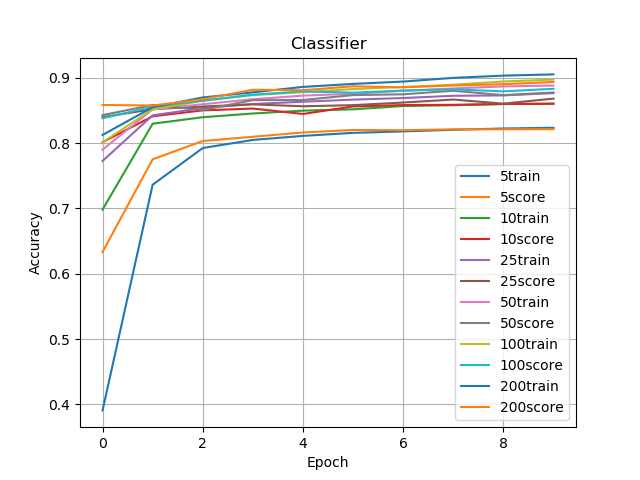 Classifier
Accuracy
0.9
0.8
0.7
0.6
0.5
0.4
0 2 4 6 8
Epoch
5train
5score
10train
10score
25train
25score
50train
50score
100train
100score
200train
200score